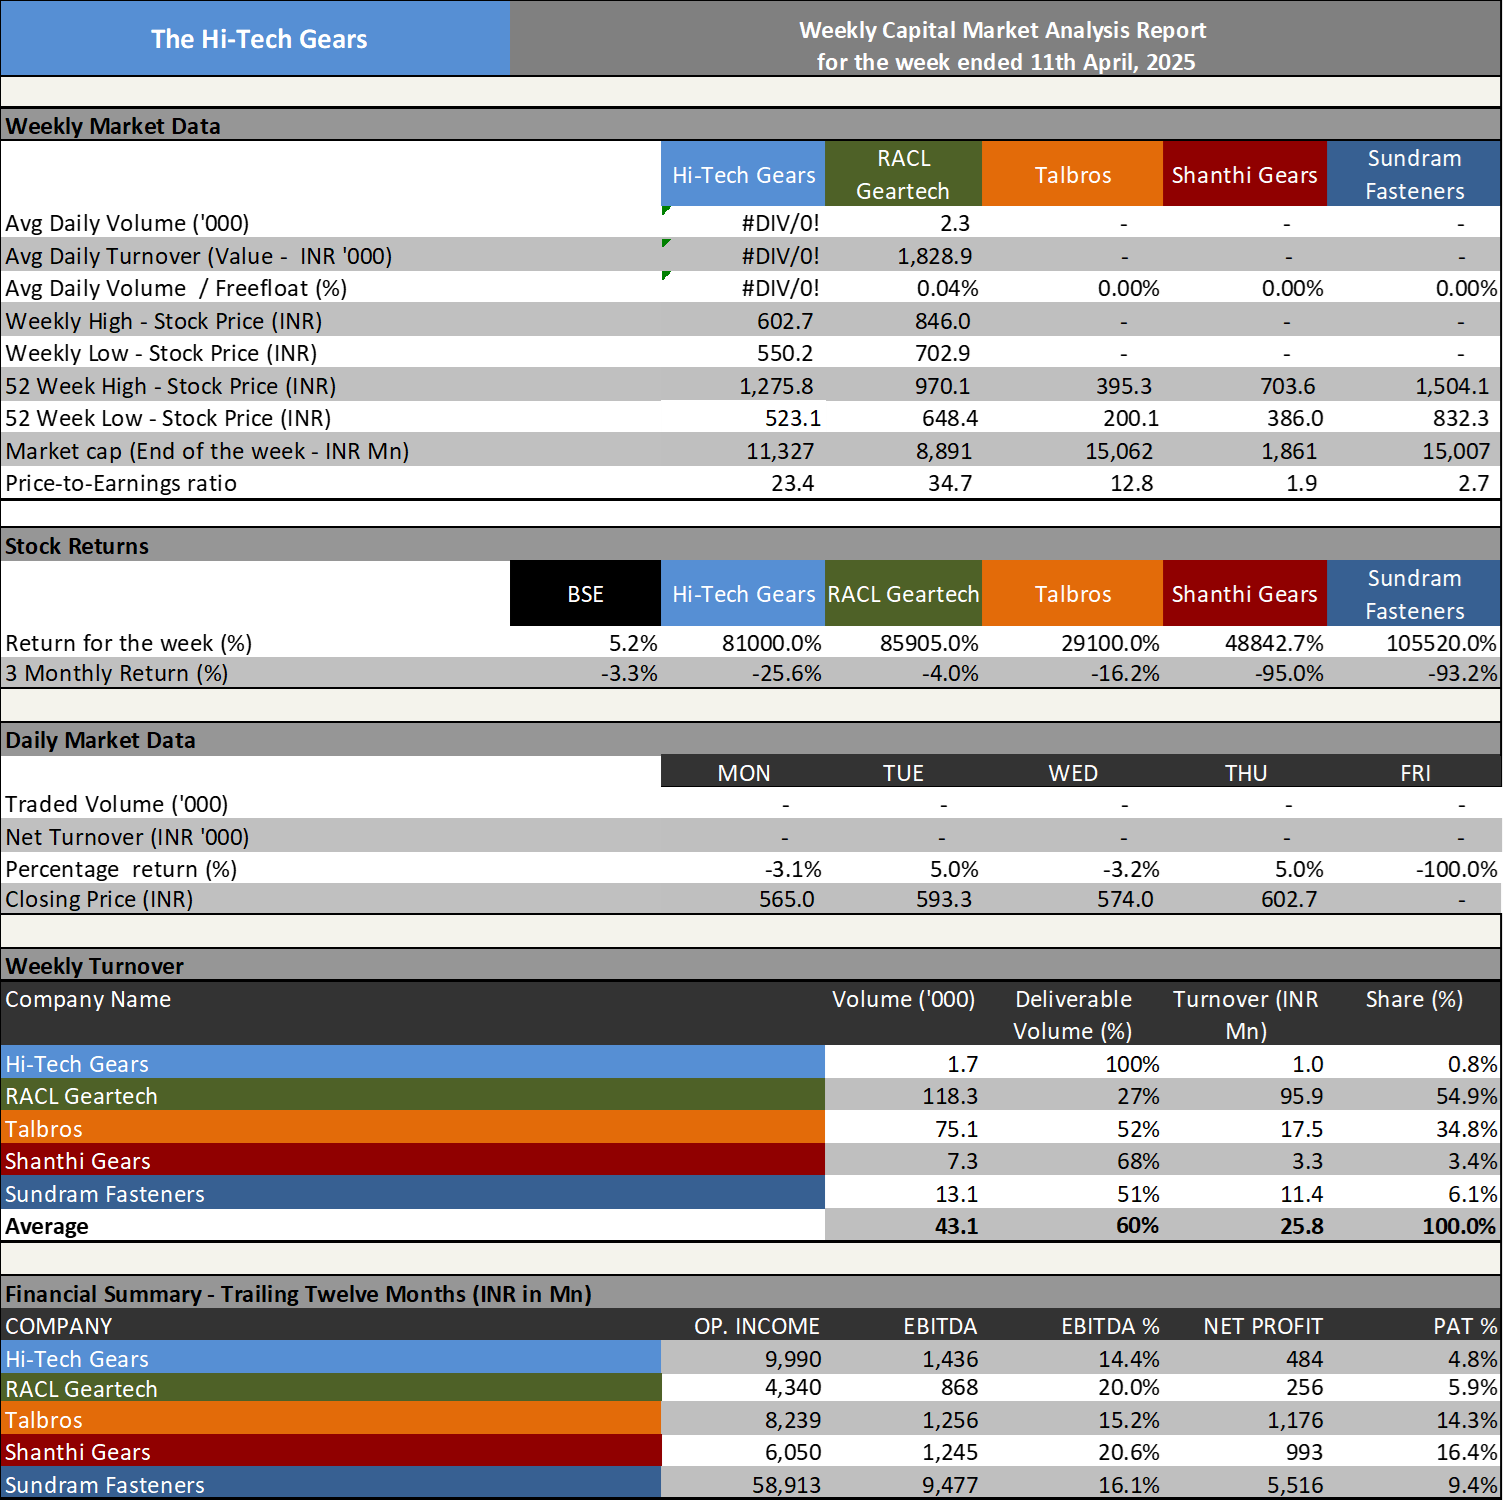 The Hi-Tech Gears
Weekly Capital Market Analysis Report
for the week ended 11th April, 2025
Weekly Market Data
Hi-Tech Gears RACL Geartech Talbros Shanthi Gears Sundram Fasteners
Avg Daily Volume ('000) #DIV/0! 2.3 - - -
Avg Daily Turnover (Value - INR '000) #DIV/0! 1,828.9 - - -
Avg Daily Volume / Freefloat (%) #DIV/0! 0.04% 0.00% 0.00% 0.00%
Weekly High - Stock Price (INR) 602.7 846.0 - - -
Weekly Low - Stock Price (INR) 550.2 702.9 - - -
52 Week High - Stock Price (INR) 1,275.8 970.1 395.3 703.6 1,504.1
52 Week Low - Stock Price (INR) 523.1 648.4 200.1 386.0 832.3
Market cap (End of the week - INR Mn) 11,327 8,891 15,062 1,861 15,007
Price-to-Earnings ratio 23.4 34.7 12.8 1.9 2.7
Stock Returns
BSE Hi-Tech Gears RACL Geartech Talbros Shanthi Gears Sundram Fasteners
Return for the week (%) 5.2% 81000.0% 85905.0% 29100.0% 48842.7% 105520.0%
3 Monthly Return (%) -3.3% -25.6% -4.0% -16.2% -95.0% -93.2%
Daily Market Data
MON TUE WED THU FRI
Traded Volume ('000) - - - - -
Net Turnover (INR '000) - - - - -
Percentage return (%) -3.1% 5.0% -3.2% 5.0% -100.0%
Closing Price (INR) 565.0 593.3 574.0 602.7 -
Weekly Turnover
Company Name Volume ('000) Deliverable Volume (%) Turnover (INR Mn) Share (%)
Hi-Tech Gears 1.7 100% 1.0 0.8%
RACL Geartech 118.3 27% 95.9 54.9%
Talbros 75.1 52% 17.5 34.8%
Shanthi Gears 7.3 68% 3.3 3.4%
Sundram Fasteners 13.1 51% 11.4 6.1%
Average 43.1 60% 25.8 100.0%
Financial Summary - Trailing Twelve Months (INR in Mn)
COMPANY OP. INCOME EBITDA EBITDA % NET PROFIT PAT %
Hi-Tech Gears 9,990 1,436 14.4% 484 4.8%
RACL Geartech 4,340 868 20.0% 256 5.9%
Talbros 8,239 1,256 15.2% 1,176 14.3%
Shanthi Gears 6,050 1,245 20.6% 993 16.4%
Sundram Fasteners 58,913 9,477 16.1% 5,516 9.4%